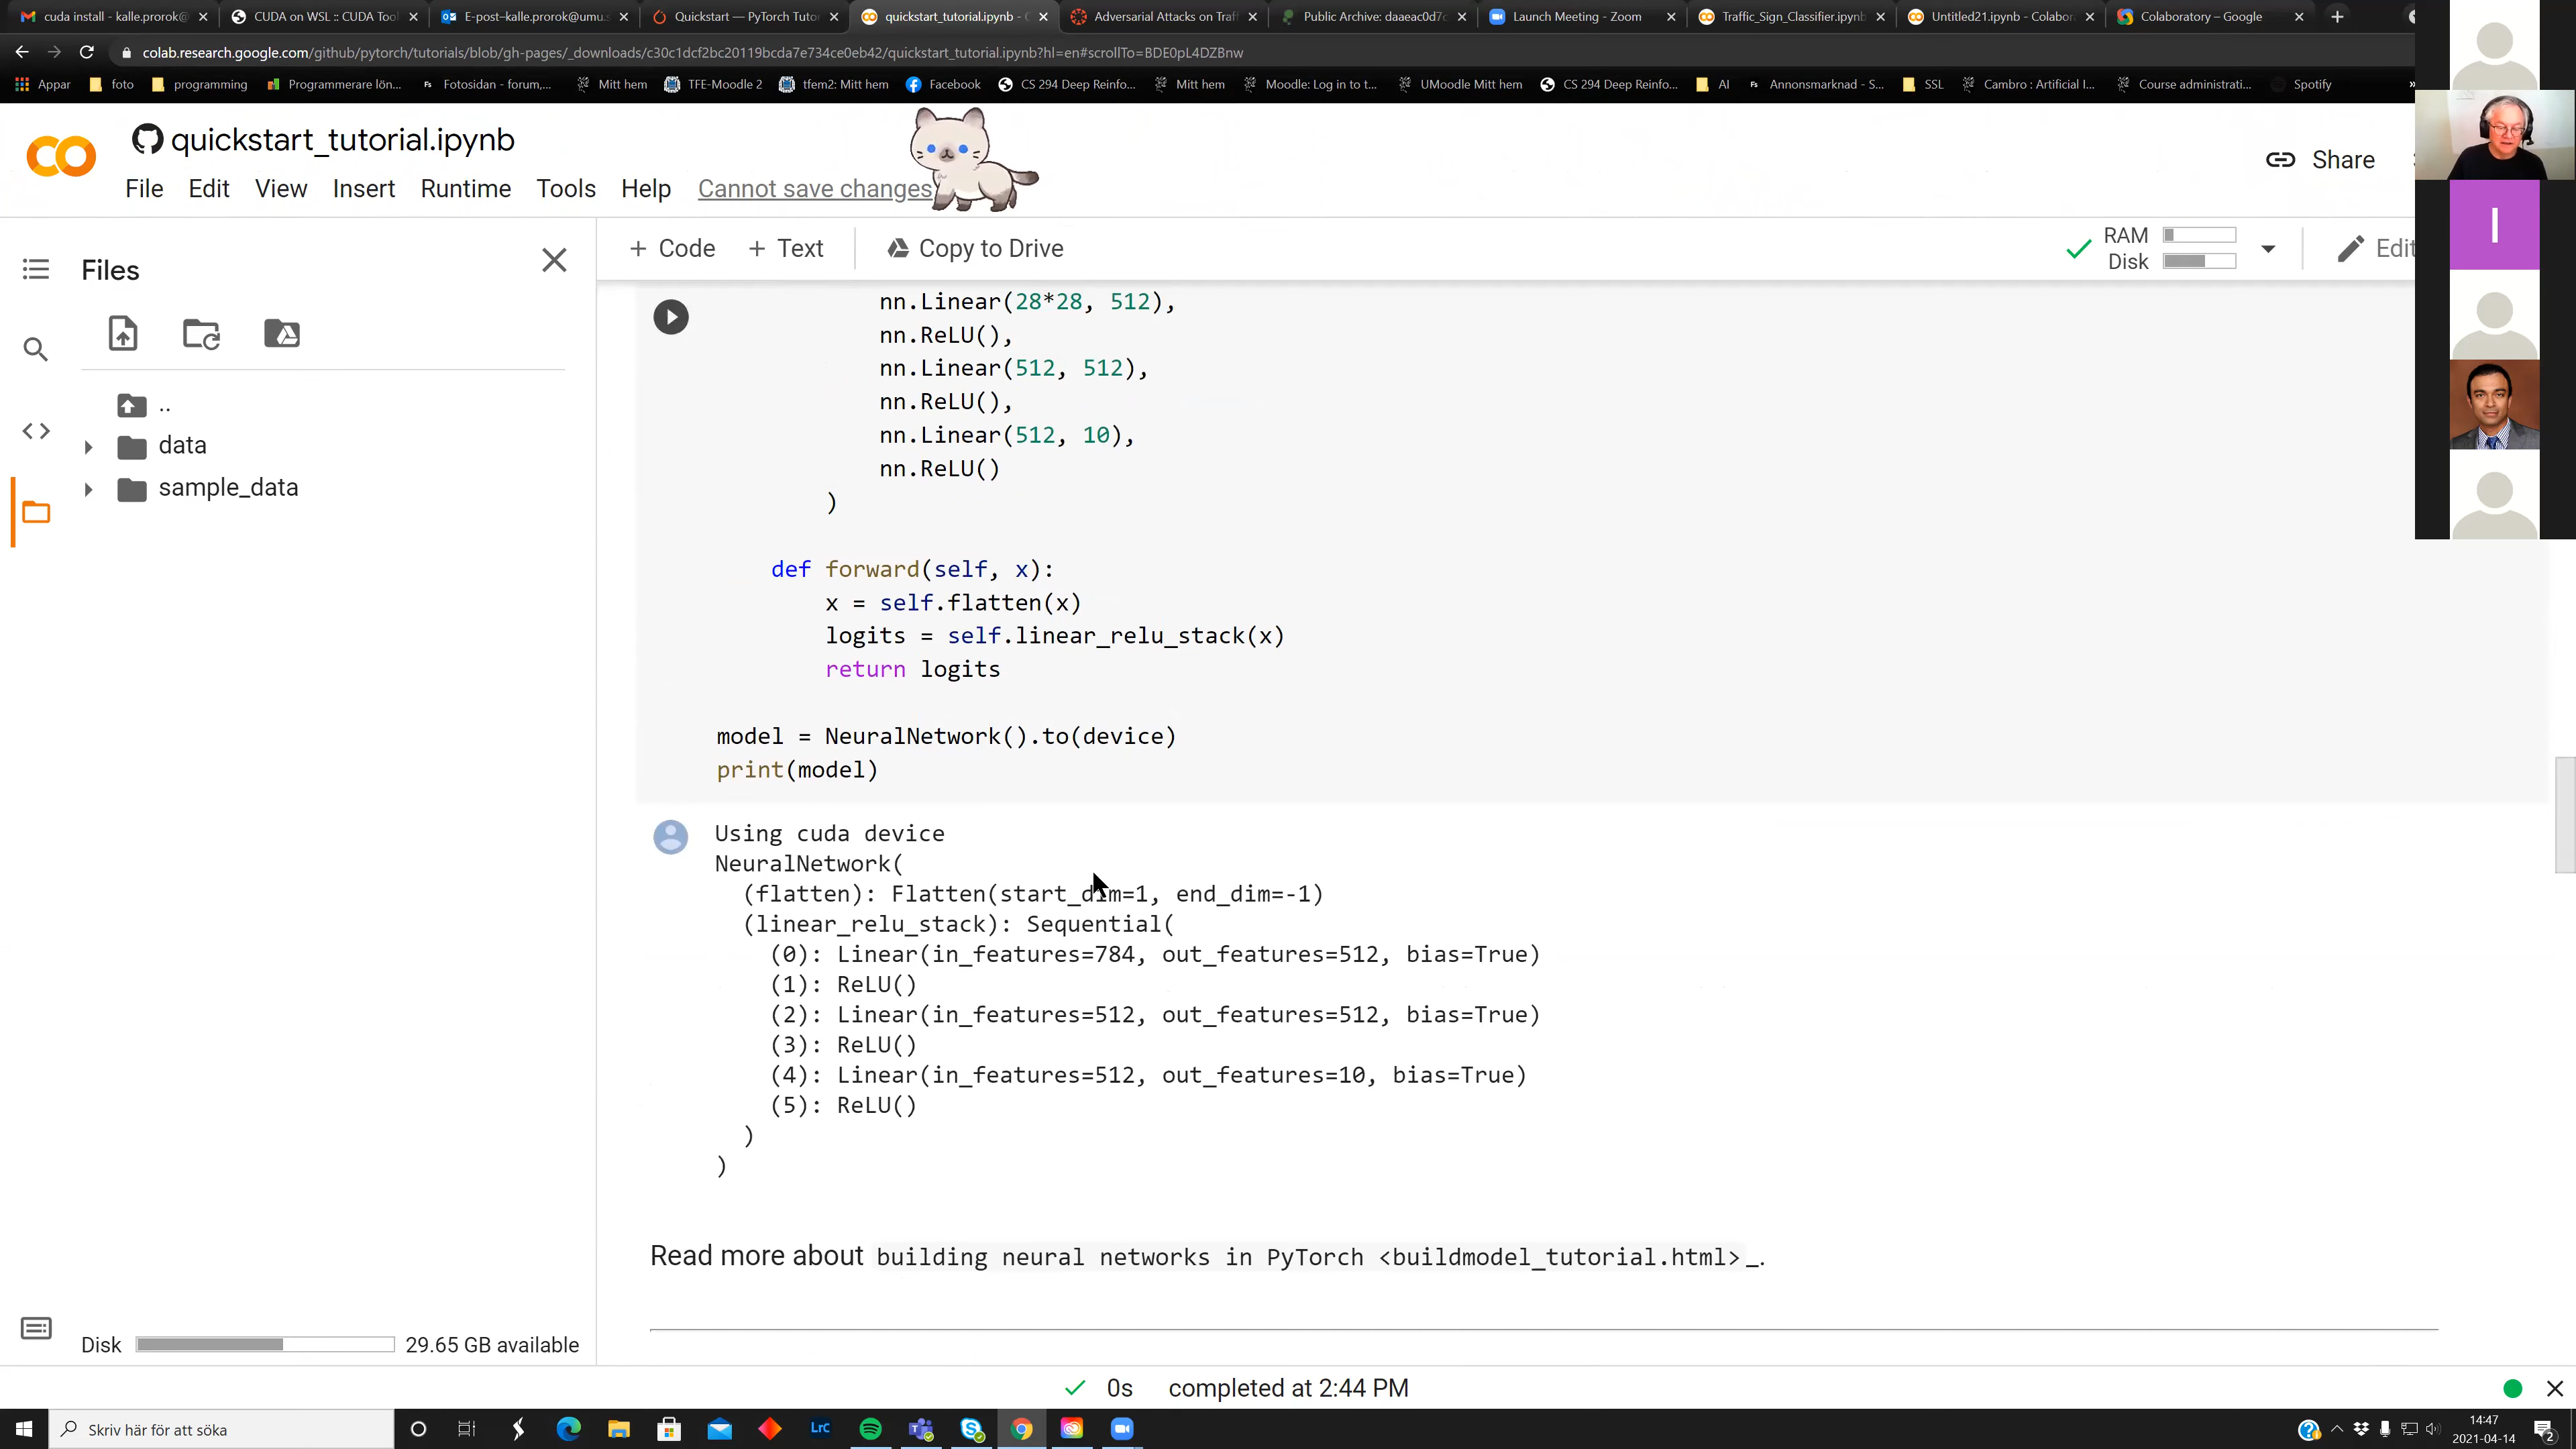 cuda install - kalle.prorok@
CUDA on WSL :: CUDA Tool
E-post–kalle.prorok@umu.s
Quickstart — PyTorch Tutor
quickstart_tutorial.ipynb - C
Adversarial Attacks on Traff
Public Archive: daaeac0d7c
Launch Meeting - Zoom
Traffic_Sign_Classifier.ipynb
Untitled21.ipynb - Colabor
Colaboratory – Google
colab.research.google.com/github/pytorch/tutorials/blob/gh-pages/_downloads/c30c1dcf2bc20119bcda7e734ce0eb42/quickstart_tutorial.ipynb?hl=en#scrollTo=BDE0pL4DZBnw
Appar foto programming Programmerare lön... Fs Fotosidan - forum,... Mitt hem TFE-Moodle 2 tfem2: Mitt hem Facebook CS 294 Deep Reinfo... Mitt hem Moodle: Log in to t... UMoodle Mitt hem CS 294 Deep Reinfo... AI Fs Annonsmarknad - S... SSL Cambro : Artificial I... Course administrati... Spotify »
quickstart_tutorial.ipynb
File Edit View Insert Runtime Tools Help Cannot save changes
Share
I
+ Code + Text Copy to Drive
RAM
Disk
Edit
Files
..
data
sample_data
nn.Linear(28*28, 512),
nn.ReLU(),
nn.Linear(512, 512),
nn.ReLU(),
nn.Linear(512, 10),
nn.ReLU()
)
def forward(self, x):
x = self.flatten(x)
logits = self.linear_relu_stack(x)
return logits
model = NeuralNetwork().to(device)
print(model)
Using cuda device
NeuralNetwork(
(flatten): Flatten(start_dim=1, end_dim=-1)
(linear_relu_stack): Sequential(
(0): Linear(in_features=784, out_features=512, bias=True)
(1): ReLU()
(2): Linear(in_features=512, out_features=512, bias=True)
(3): ReLU()
(4): Linear(in_features=512, out_features=10, bias=True)
(5): ReLU()
)
)
Read more about building neural networks in PyTorch <buildmodel_tutorial.html>_.
Disk 29.65 GB available
0s completed at 2:44 PM
Skriv här för att söka
LrC
14:47
2021-04-14
2